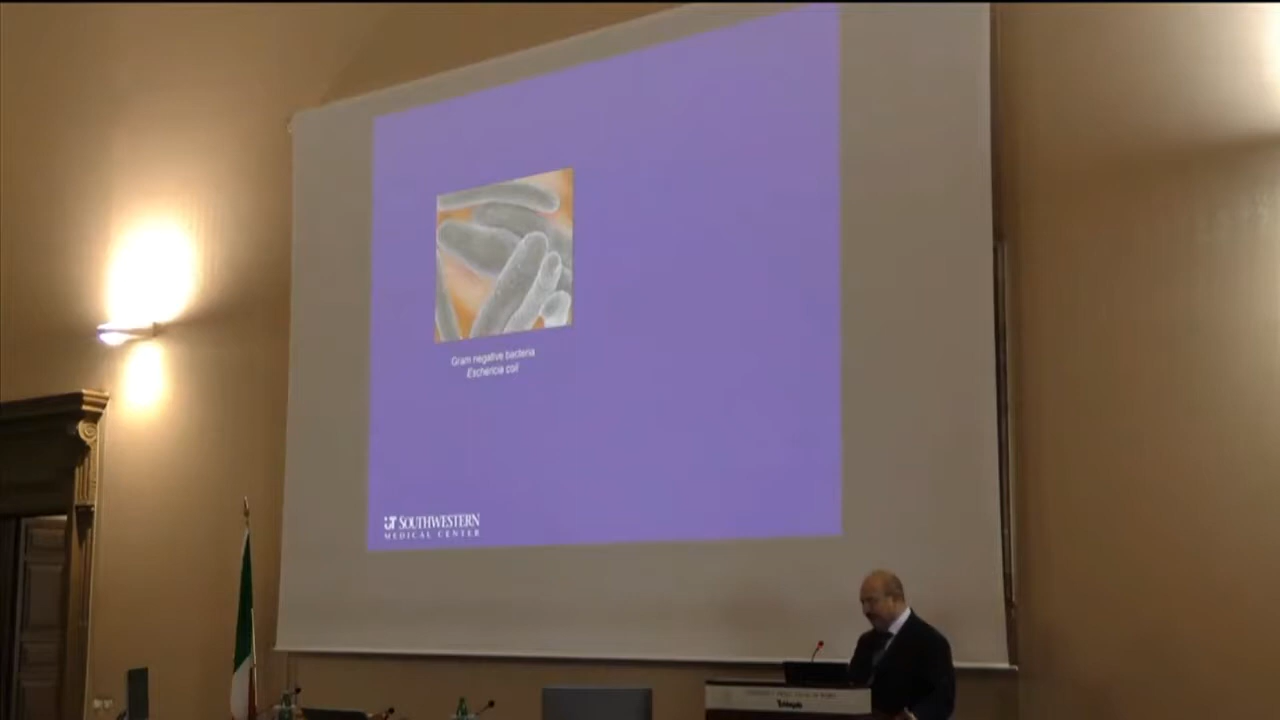 Gram negative bacteria
Eschericia coli
UT SOUTHWESTERN
MEDICAL CENTER